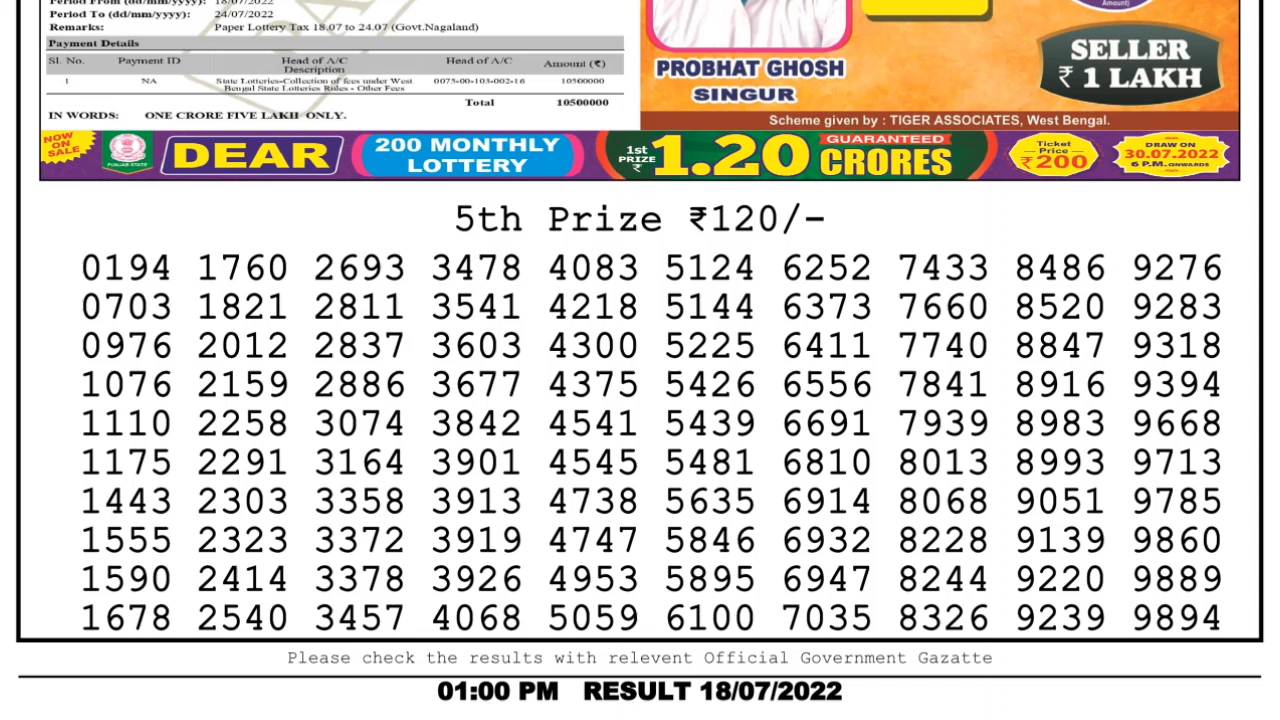 Period From (dd/mm/yyyy): 18/07/2022
Period To (dd/mm/yyyy): 24/07/2022
Remarks: Paper Lottery Tax 18.07 to 24.07 (Govt.Nagaland)
Payment Details
Sl. No. Payment ID Head of A/C Description Head of A/C Amount (₹)
1 NA State Lotteries-Collection of fees under West Bengal State Lotteries Rules - Other Fees 0075-00-103-002-16 10500000
Total 10500000
IN WORDS: ONE CRORE FIVE LAKH ONLY.
Amount)
PROBHAT GHOSH
SINGUR
SELLER
₹ 1 LAKH
Scheme given by : TIGER ASSOCIATES, West Bengal.
NOW ON SALE
PUNJAB STATE
DEAR
200 MONTHLY
LOTTERY
1st PRIZE ₹ 1.20 GUARANTEED CRORES
Ticket Price ₹200
DRAW ON
30.07.2022
6 P.M. ONWARDS
5th Prize ₹120/-
0194 1760 2693 3478 4083 5124 6252 7433 8486 9276
0703 1821 2811 3541 4218 5144 6373 7660 8520 9283
0976 2012 2837 3603 4300 5225 6411 7740 8847 9318
1076 2159 2886 3677 4375 5426 6556 7841 8916 9394
1110 2258 3074 3842 4541 5439 6691 7939 8983 9668
1175 2291 3164 3901 4545 5481 6810 8013 8993 9713
1443 2303 3358 3913 4738 5635 6914 8068 9051 9785
1555 2323 3372 3919 4747 5846 6932 8228 9139 9860
1590 2414 3378 3926 4953 5895 6947 8244 9220 9889
1678 2540 3457 4068 5059 6100 7035 8326 9239 9894
Please check the results with relevent Official Government Gazatte
01:00 PM RESULT 18/07/2022